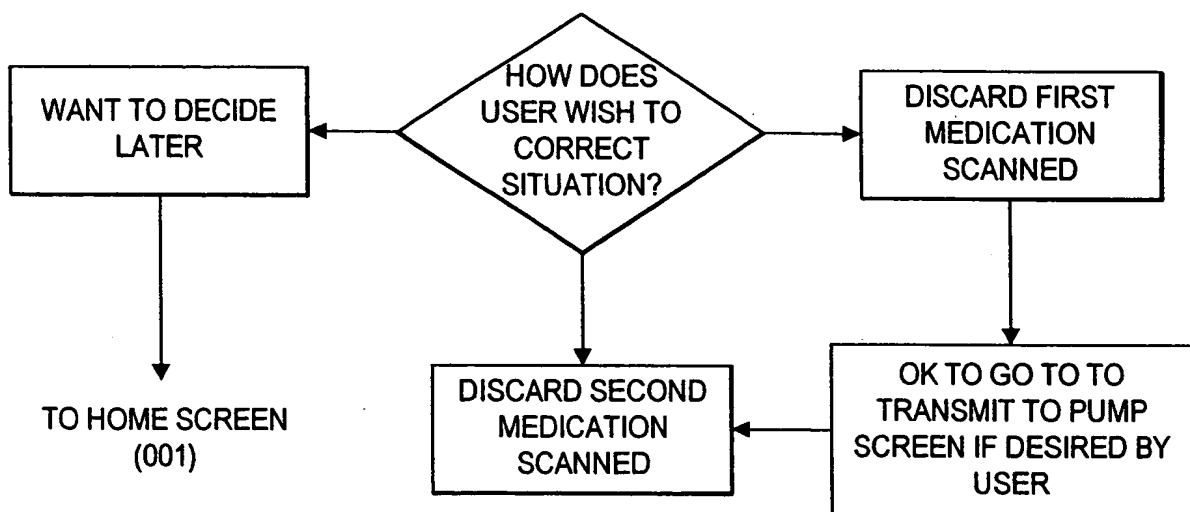 WANT TO DECIDE
LATER
HOW DOES
USER WISH TO
CORRECT
SITUATION?
DISCARD FIRST
MEDICATION
SCANNED
TO HOME SCREEN
(001)
DISCARD SECOND
MEDICATION
SCANNED
OK TO GO TO TO
TRANSMIT TO PUMP
SCREEN IF DESIRED BY
USER